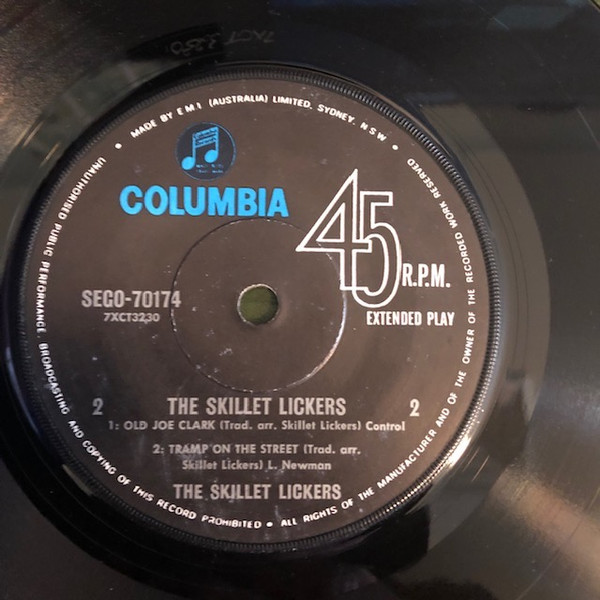 7XCT3230
• MADE BY E M I (AUSTRALIA) LIMITED, SYDNEY, N S W •
COLUMBIA
45 R.P.M.
EXTENDED PLAY
SEGO-70174
7XCT3230
2 THE SKILLET LICKERS 2
1: OLD JOE CLARK (Trad. arr. Skillet Lickers) Control
2: TRAMP ON THE STREET (Trad. arr.
Skillet Lickers) L. Newman
THE SKILLET LICKERS
UNAUTHORISED PUBLIC PERFORMANCE, BROADCASTING AND COPYING OF THIS RECORD PROHIBITED • ALL RIGHTS OF THE MANUFACTURER AND OF THE OWNER OF THE RECORDED WORK RESERVED